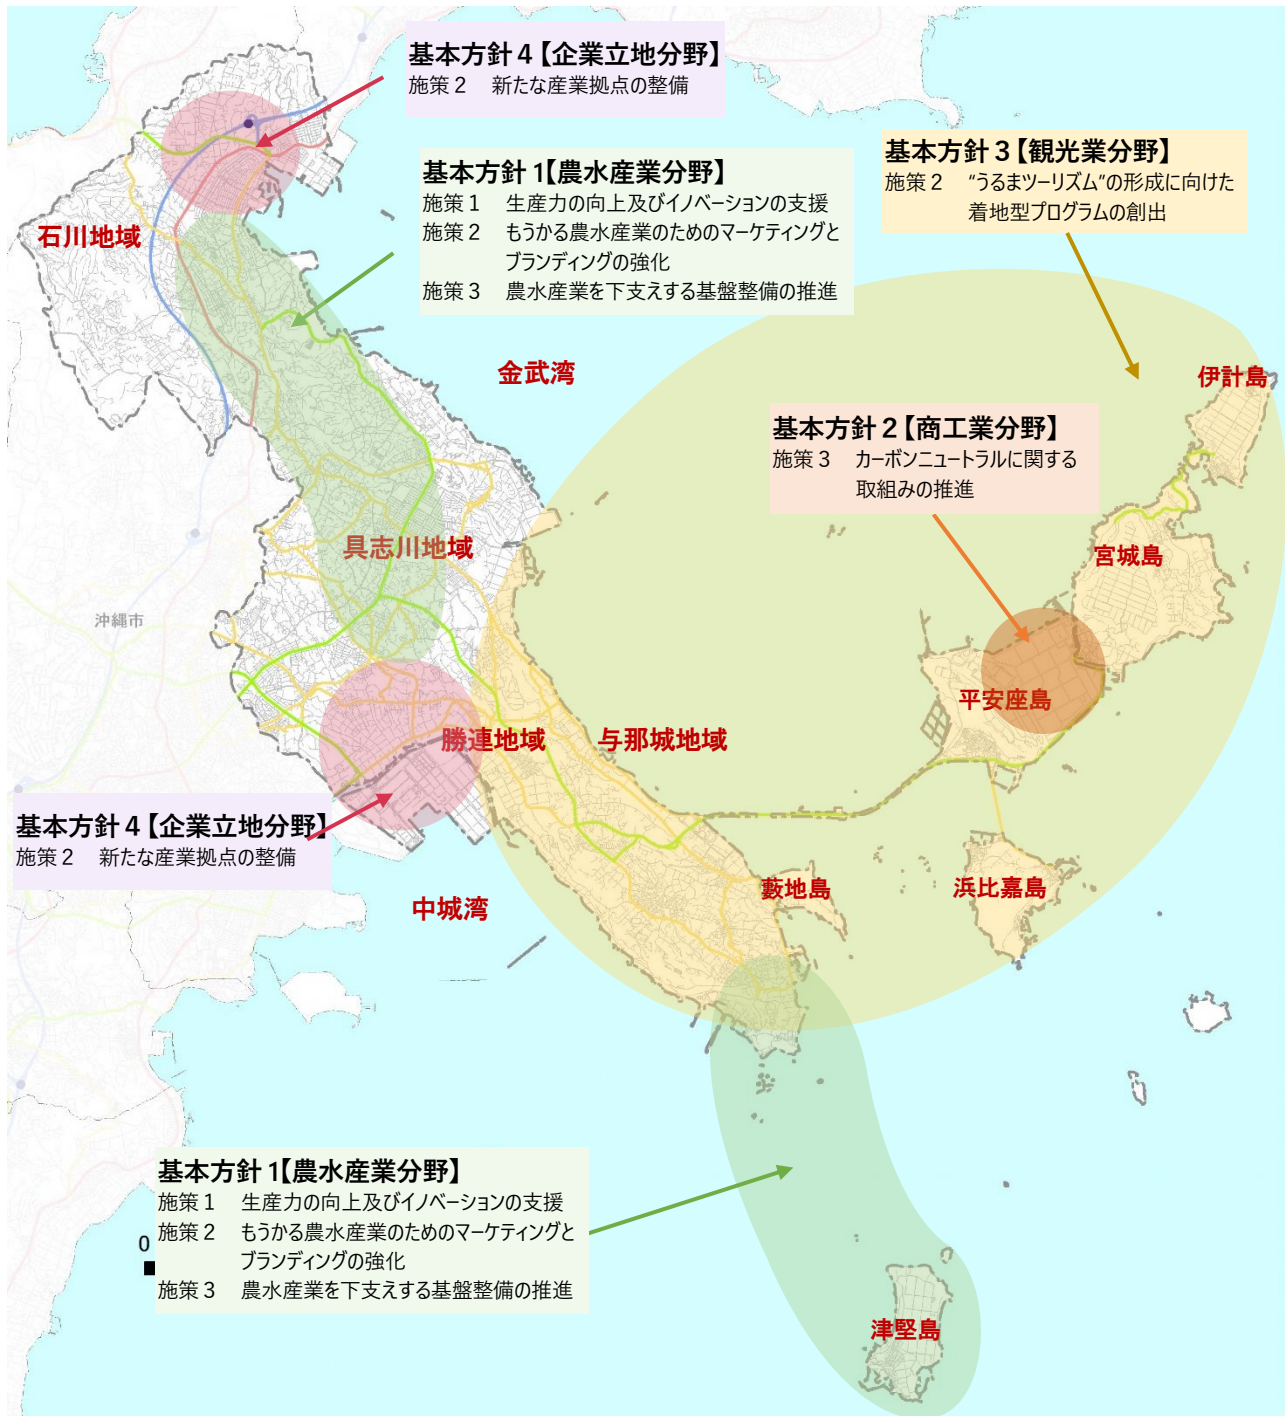 基本方針４【企業立地分野】
施策２　新たな産業拠点の整備
基本方針１【農水産業分野】
施策１　生産力の向上及びイノベーションの支援
施策２　もうかる農水産業のためのマーケティングと
ブランディングの強化
施策３　農水産業を下支えする基盤整備の推進
基本方針３【観光業分野】
施策２　“うるまツーリズム”の形成に向けた
着地型プログラムの創出
石川地域
金武湾
伊計島
基本方針２【商工業分野】
施策３　カーボンニュートラルに関する
取組みの推進
具志川地域
宮城島
沖縄市
平安座島
勝連地域
与那城地域
基本方針４【企業立地分野】
施策２　新たな産業拠点の整備
藪地島
浜比嘉島
中城湾
基本方針１【農水産業分野】
施策１　生産力の向上及びイノベーションの支援
施策２　もうかる農水産業のためのマーケティングと
ブランディングの強化
施策３　農水産業を下支えする基盤整備の推進
0
津堅島